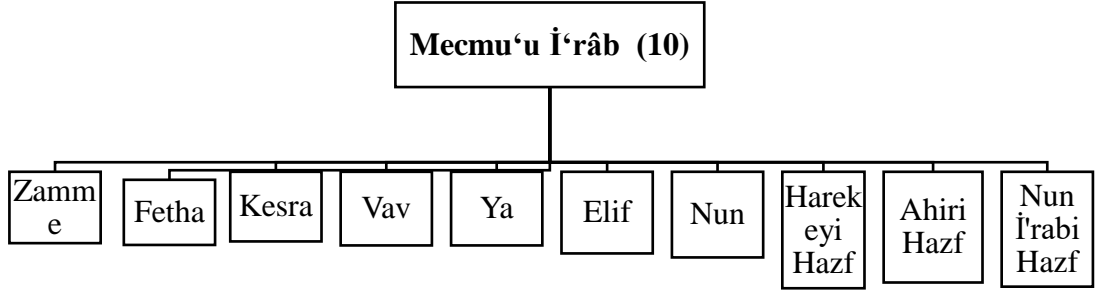 Mecmu‘u İ‘râb (10)
Zamm
e
Fetha
Kesra
Vav
Ya
Elif
Nun
Harek
eyi
Hazf
Ahiri
Hazf
Nun
İ'rabi
Hazf